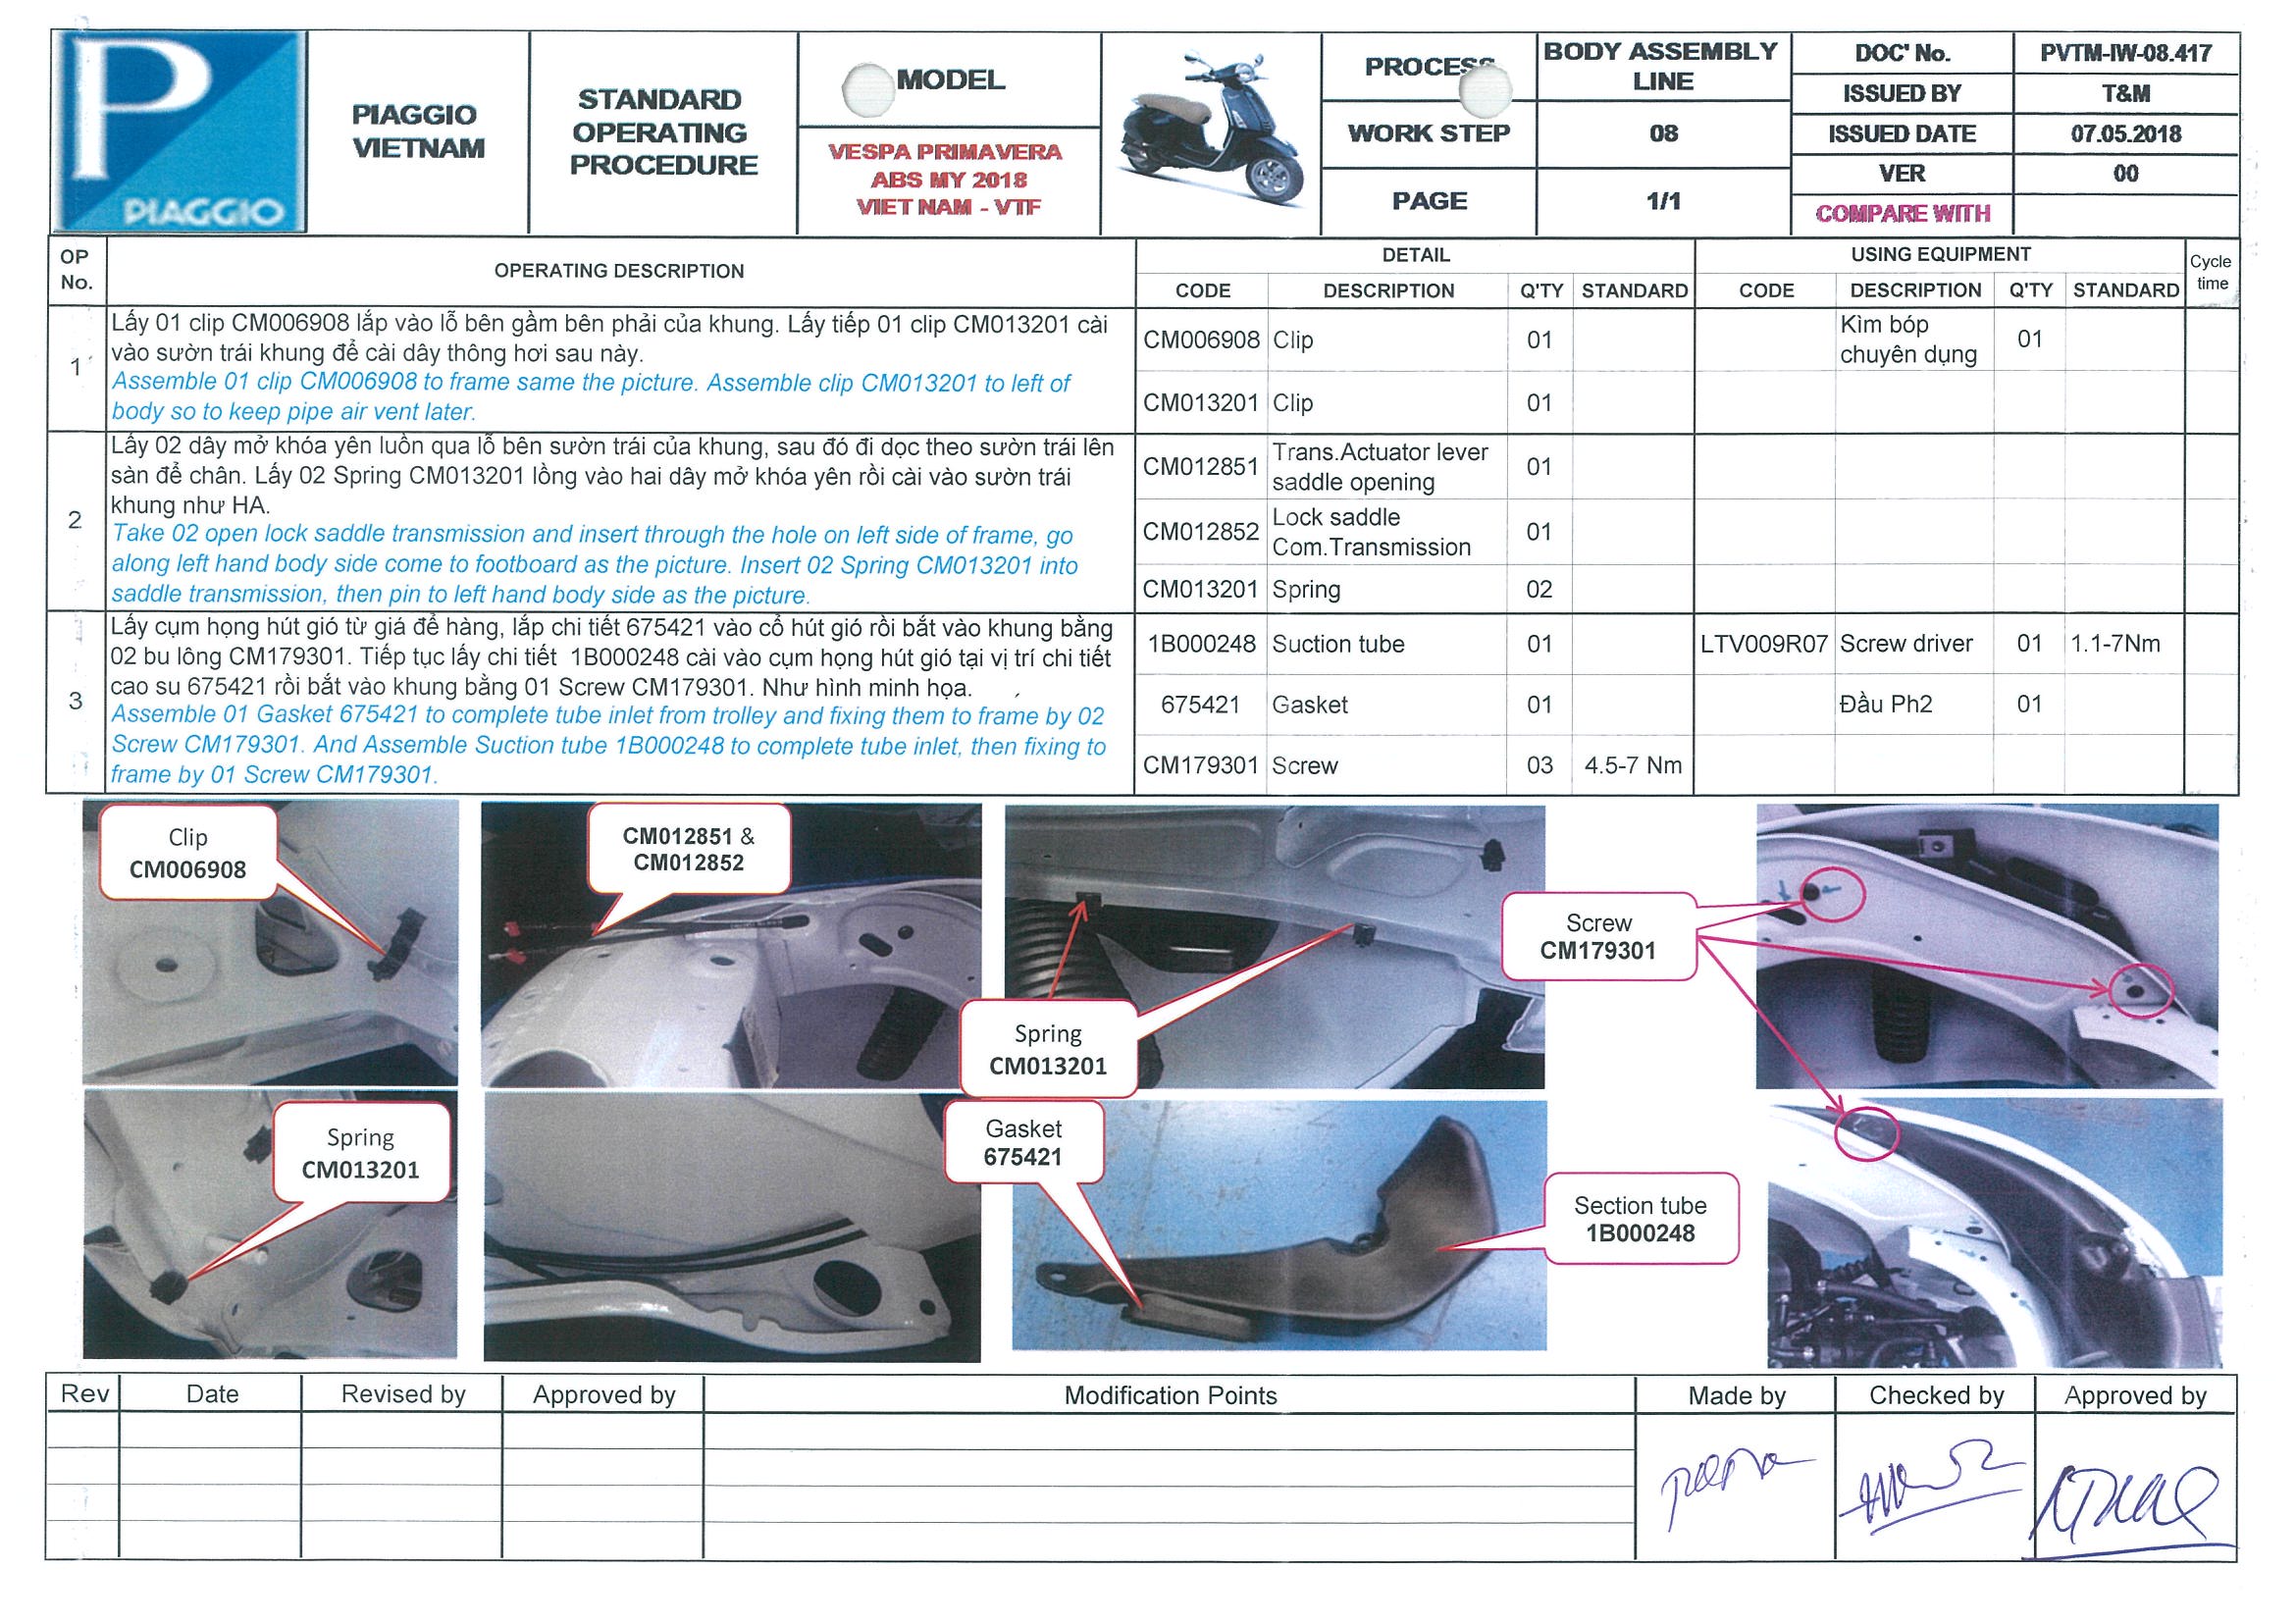 PIAGGIO
PIAGGIO
VIETNAM
STANDARD
OPERATING
PROCEDURE
MODEL
VESPA PRIMAVERA
ABS MY 2018
VIET NAM - VTF
PROCESS
BODY ASSEMBLY
LINE
WORK STEP
08
PAGE
1/1
DOC' No.
PVTM-IW-08.417
ISSUED BY
T&M
ISSUED DATE
07.05.2018
VER
00
COMPARE WITH
OP
No.
OPERATING DESCRIPTION
DETAIL
USING EQUIPMENT
Cycle
time
CODE
DESCRIPTION
Q'TY
STANDARD
CODE
DESCRIPTION
Q'TY
STANDARD
1
Lấy 01 clip CM006908 lắp vào lỗ bên gầm bên phải của khung. Lấy tiếp 01 clip CM013201 cài
vào sườn trái khung để cài dây thông hơi sau này.
Assemble 01 clip CM006908 to frame same the picture. Assemble clip CM013201 to left of
body so to keep pipe air vent later.
CM006908 Clip 01
Kìm bóp
chuyên dụng
01
CM013201 Clip 01
2
Lấy 02 dây mở khóa yên luồn qua lỗ bên sườn trái của khung, sau đó đi dọc theo sườn trái lên
sàn để chân. Lấy 02 Spring CM013201 lồng vào hai dây mở khóa yên rồi cài vào sườn trái
khung như HA.
Take 02 open lock saddle transmission and insert through the hole on left side of frame, go
along left hand body side come to footboard as the picture. Insert 02 Spring CM013201 into
saddle transmission, then pin to left hand body side as the picture.
CM012851
Trans.Actuator lever
saddle opening
01
CM012852
Lock saddle
Com.Transmission
01
CM013201 Spring 02
3
Lấy cụm họng hút gió từ giá để hàng, lắp chi tiết 675421 vào cổ hút gió rồi bắt vào khung bằng
02 bu lông CM179301. Tiếp tục lấy chi tiết 1B000248 cài vào cụm họng hút gió tại vị trí chi tiết
cao su 675421 rồi bắt vào khung bằng 01 Screw CM179301. Như hình minh họa.
Assemble 01 Gasket 675421 to complete tube inlet from trolley and fixing them to frame by 02
Screw CM179301. And Assemble Suction tube 1B000248 to complete tube inlet, then fixing to
frame by 01 Screw CM179301.
1B000248 Suction tube 01
LTV009R07 Screw driver 01 1.1-7Nm
675421 Gasket 01
Đầu Ph2 01
CM179301 Screw 03 4.5-7 Nm
Clip
CM006908
CM012851 &
CM012852
Spring
CM013201
Screw
CM179301
Spring
CM013201
Gasket
675421
Section tube
1B000248
Rev
Date
Revised by
Approved by
Modification Points
Made by
Checked by
Approved by